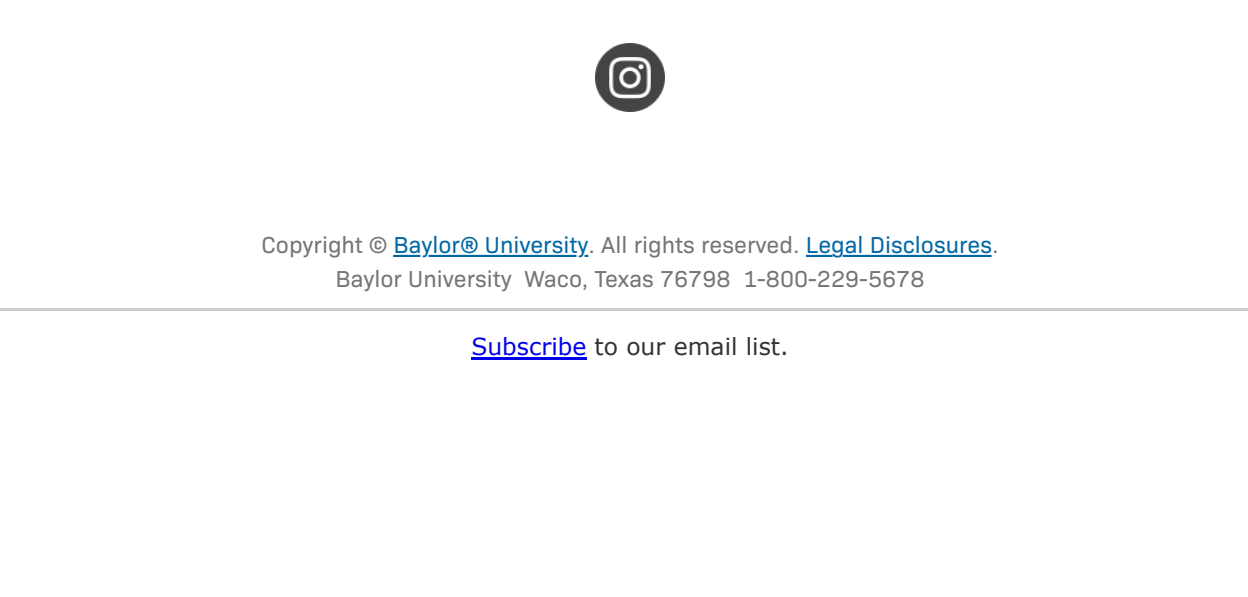 Copyright © Baylor® University. All rights reserved. Legal Disclosures.
Baylor University  Waco, Texas 76798  1-800-229-5678
Subscribe to our email list.